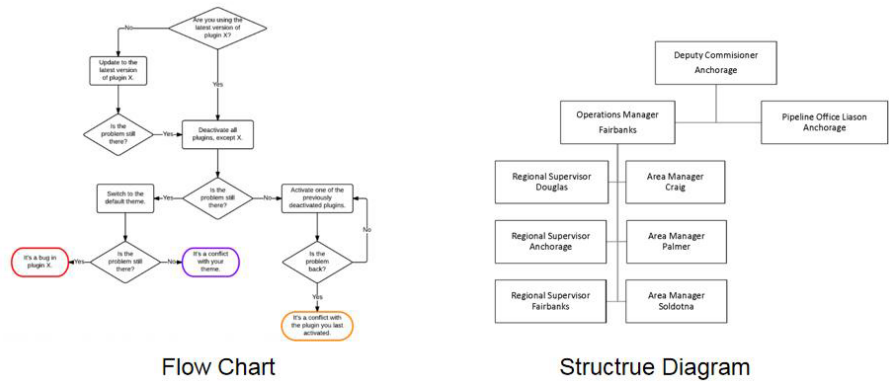 Are you using the
latest version of
plugin X?
No
Update to the
latest version
of plugin X.
Yes
Is the
problem still
there?
Yes
Deactivate all
plugins, except X.
Switch to the
default theme.
Yes
Is the
problem still
there?
No
Activate one of the
previously
deactivated plugins.
No
It's a bug in
plugin X.
Yes
Is the
problem still
there?
No
It's a conflict
with your
theme.
Is the
problem
back?
Yes
It's a conflict with
the plugin you last
activated.
Flow Chart
Deputy Commisioner
Anchorage
Operations Manager
Fairbanks
Pipeline Office Liason
Anchorage
Regional Supervisor
Douglas
Area Manager
Craig
Regional Supervisor
Anchorage
Area Manager
Palmer
Regional Supervisor
Fairbanks
Area Manager
Soldotna
Structrue Diagram